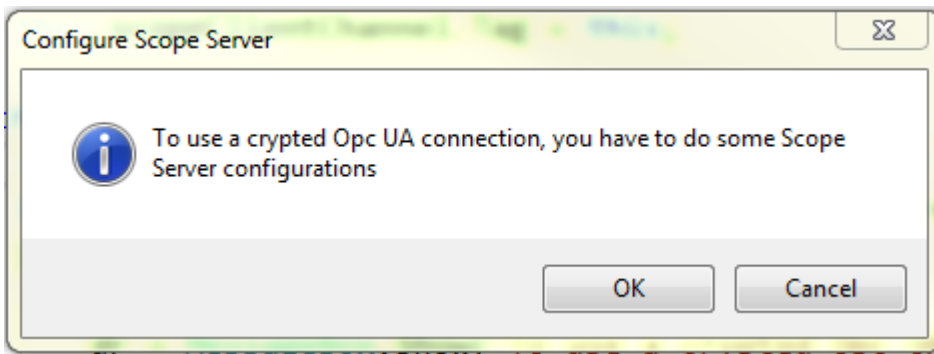 Configure Scope Server
To use a crypted Opc UA connection, you have to do some Scope
Server configurations
OK
Cancel